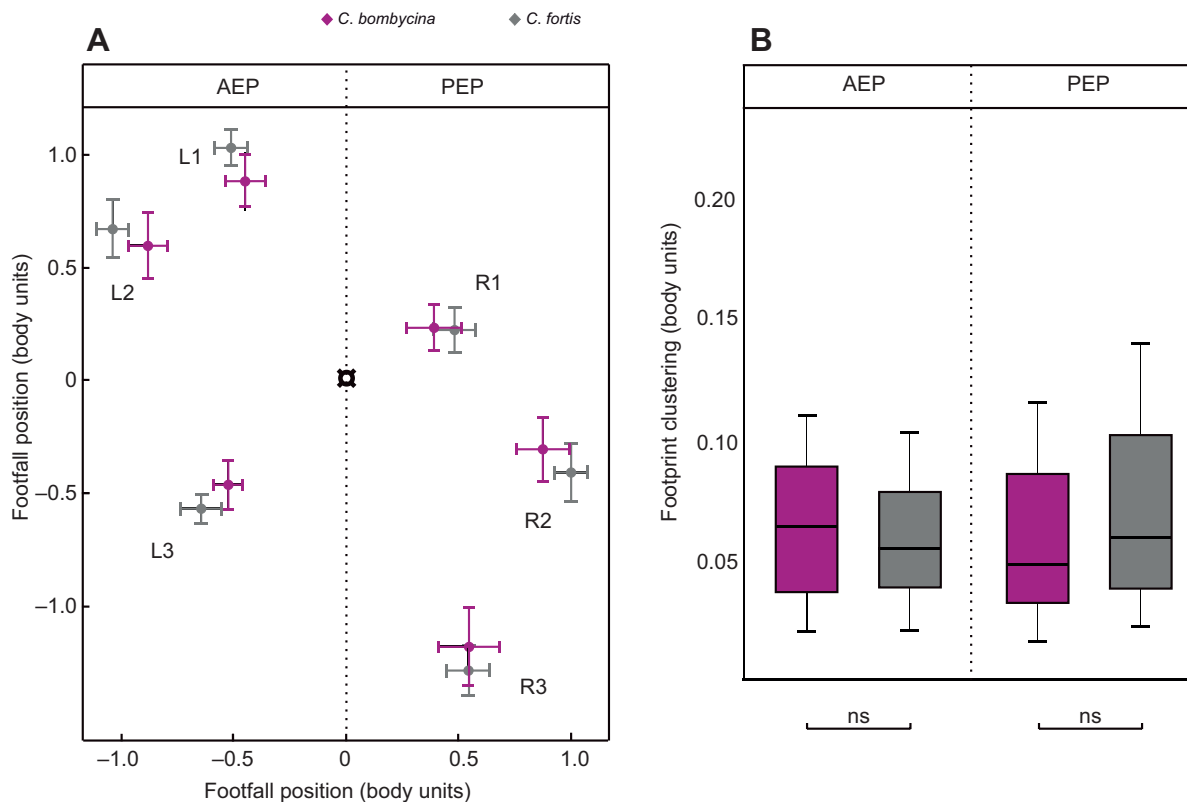 C. bombycina
C. fortis
A
AEP
PEP
Footfall position (body units)
1.0
0.5
0
–0.5
–1.0
L1
L2
L3
R1
R2
R3
–1.0
–0.5
0
0.5
1.0
Footfall position (body units)
B
AEP
PEP
Footprint clustering (body units)
0.20
0.15
0.10
0.05
ns
ns